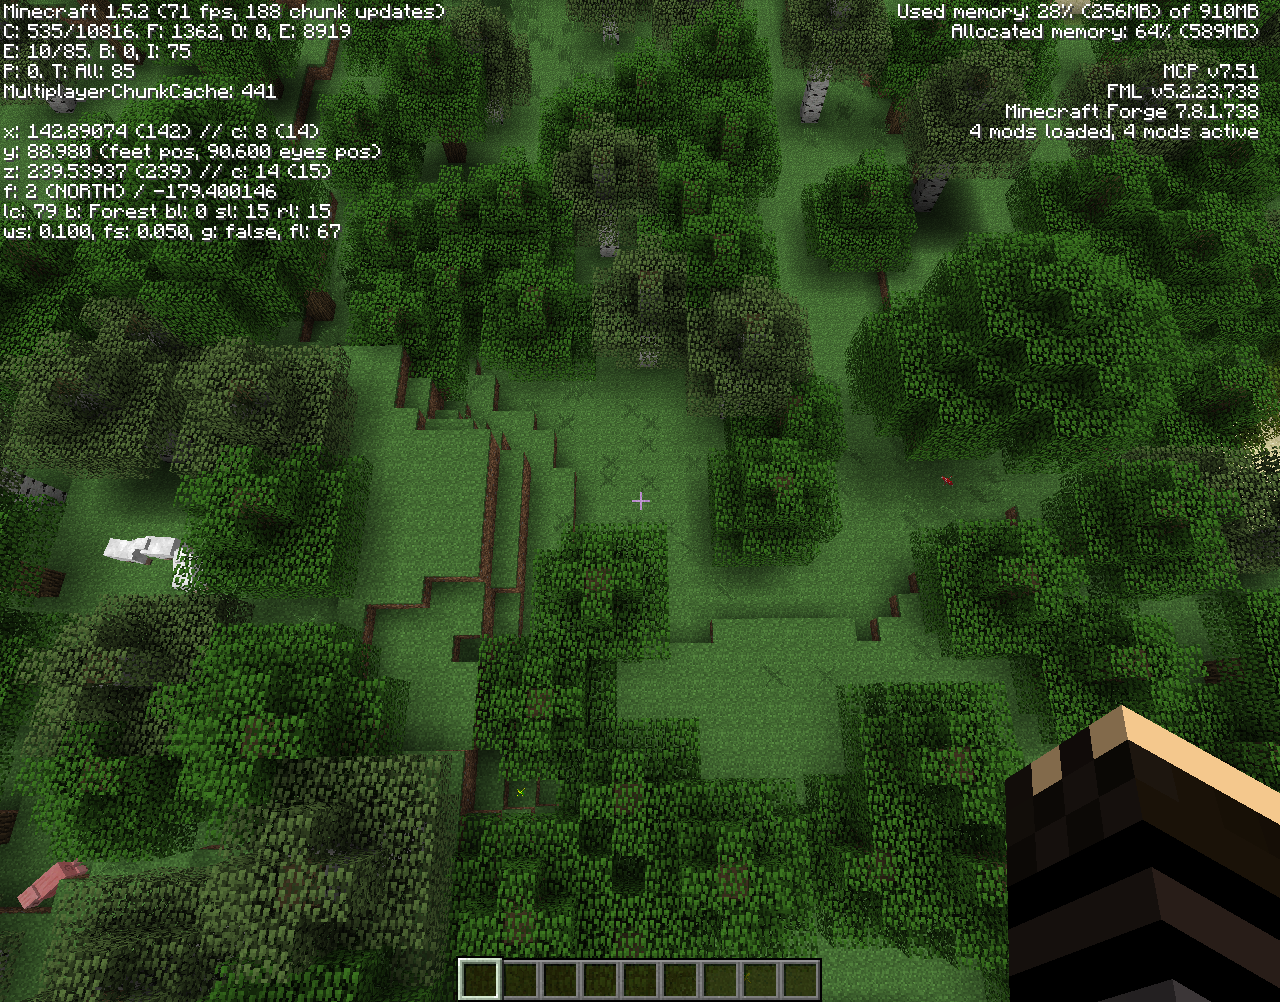 Minecraft 1.5.2 (71 fps, 188 chunk updates)
C: 535/10816. F: 1362, O: 0, E: 8919
E: 10/85. B: 0, I: 75
P: 0. T: All: 85
MultiplayerChunkCache: 441
x: 142.89074 (142) // c: 8 (14)
y: 88.980 (feet pos, 90.600 eyes pos)
z: 239.53937 (239) // c: 14 (15)
f: 2 (NORTH) / -179.400146
lc: 79 b: Forest bl: 0 sl: 15 rl: 15
ws: 0.100, fs: 0.050, g: false, fl: 67
Used memory: 28% (256MB) of 910MB
Allocated memory: 64% (589MB)
MCP v7.51
FML v5.2.23.738
Minecraft Forge 7.8.1.738
4 mods loaded, 4 mods active